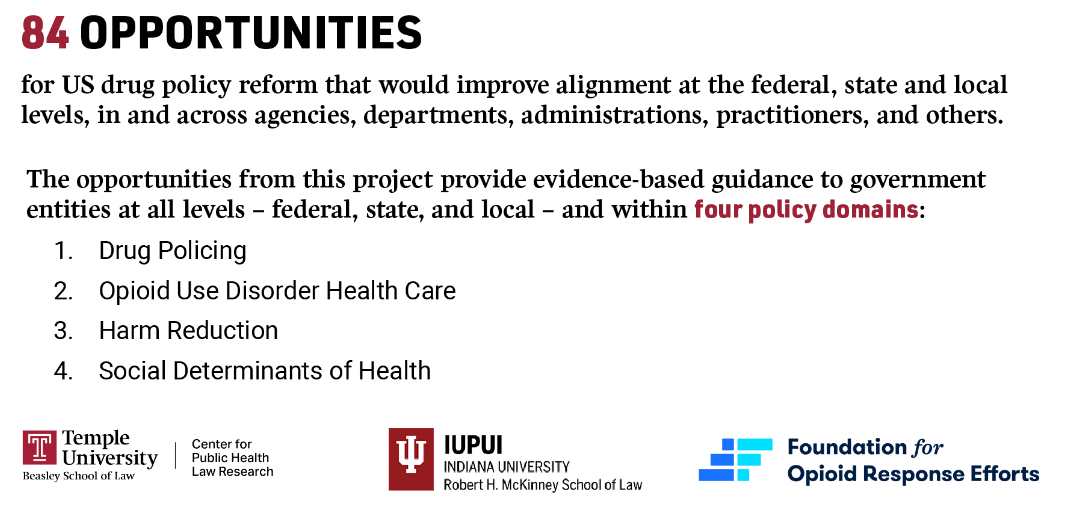 84 OPPORTUNITIES
for US drug policy reform that would improve alignment at the federal, state and local
levels, in and across agencies, departments, administrations, practitioners, and others.
The opportunities from this project provide evidence-based guidance to government
entities at all levels – federal, state, and local – and within four policy domains:
1. Drug Policing
2. Opioid Use Disorder Health Care
3. Harm Reduction
4. Social Determinants of Health
Temple
University
Beasley School of Law
Center for
Public Health
Law Research
IUPUI
INDIANA UNIVERSITY
Robert H. McKinney School of Law
Foundation for
Opioid Response Efforts